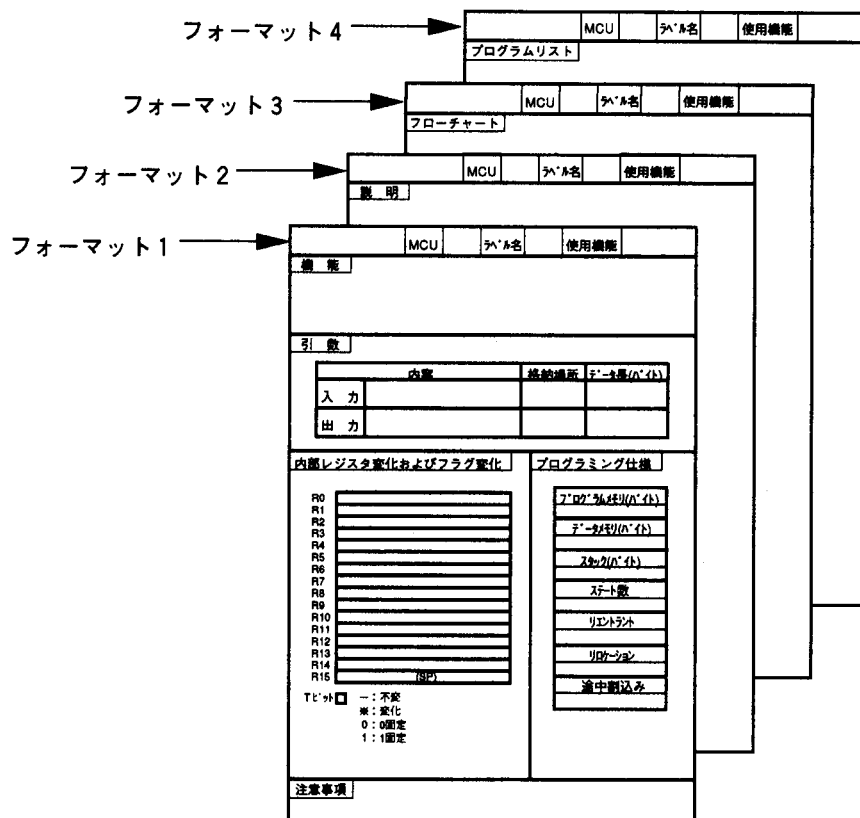 フォーマット4
MCU ラベル名 使用機能
プログラムリスト
フォーマット3
MCU ラベル名 使用機能
フローチャート
フォーマット2
MCU ラベル名 使用機能
説 明
フォーマット1
MCU ラベル名 使用機能
機 能
引 数
内容 格納場所 データ長(バイト)
入 力
出 力
内部レジスタ変化およびフラグ変化
R0
R1
R2
R3
R4
R5
R6
R7
R8
R9
R10
R11
R12
R13
R14
R15 (SP)
Tビット
－：不変
※：変化
0：0固定
1：1固定
プログラミング仕様
プログラムメモリ(バイト)
データメモリ(バイト)
スタック(バイト)
ステート数
リエントラント
リロケーション
途中割込み
注意事項